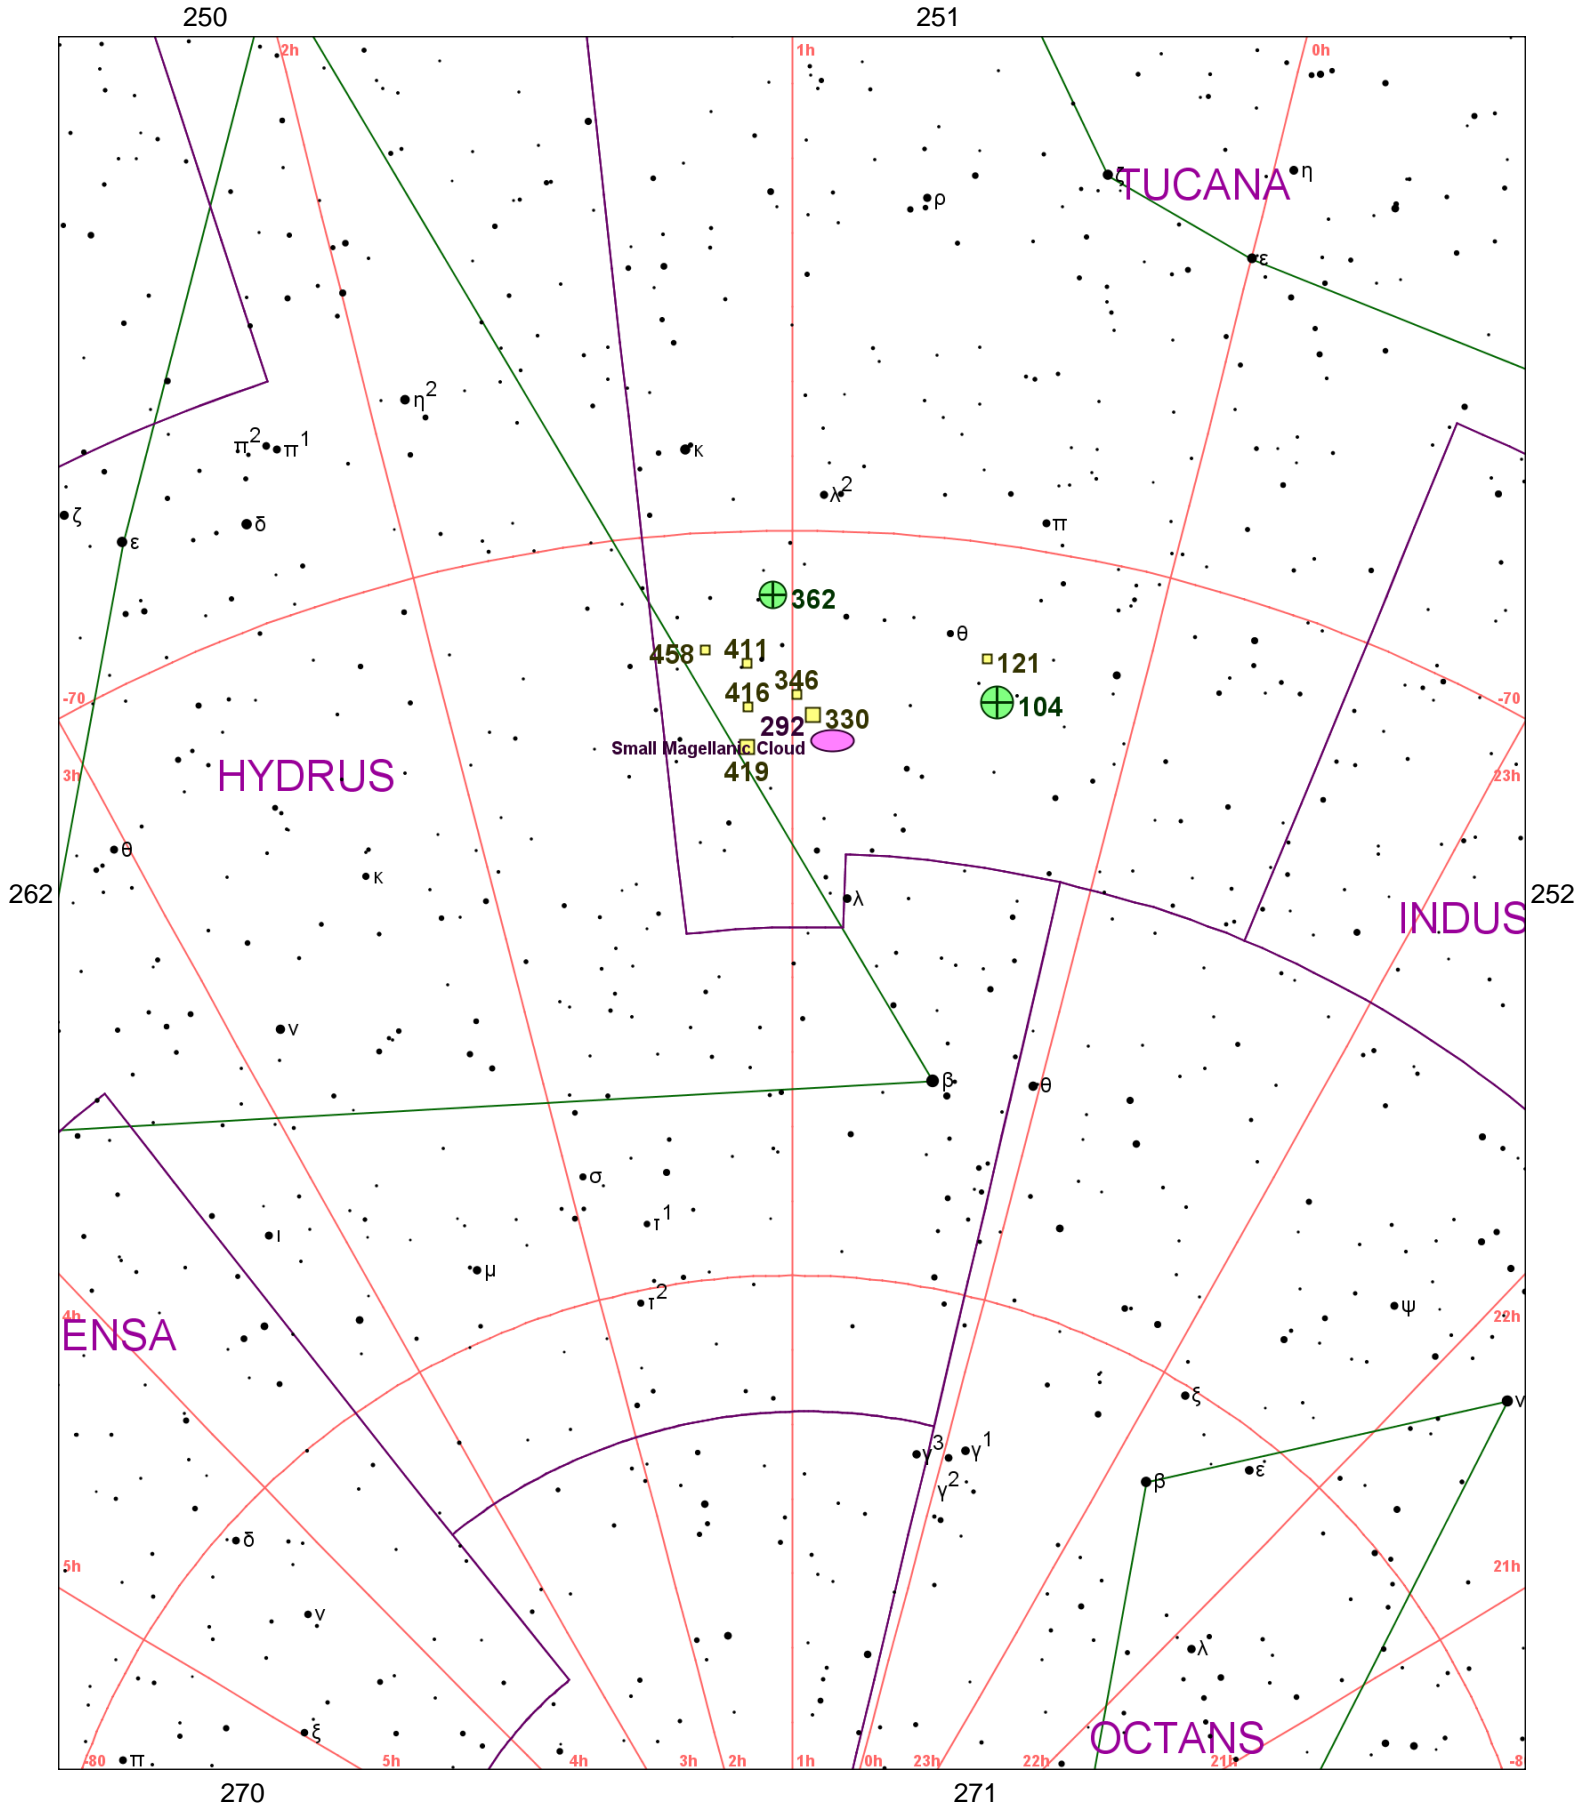 250 251
2h 1h 0h
ζ TUCANA η
ρ
ε
η2
π2 π1
κ
λ2
ζ δ π
ε
362
θ
458 411 121
346
-70 416 104 -70
292 330
Small Magellanic Cloud
3h HYDRUS 419 23h
θ
κ
262 λ 252
INDUS
ν
β θ
σ
τ1
ι
μ
τ2 ψ
4h 22h
ENSA
ξ
ν
γ3 γ1
β ε
γ2
δ
5h 21h
ν
λ
ξ OCTANS
-80 π 5h 4h 3h 2h 1h 0h 23h 22h 21h -8
270 271